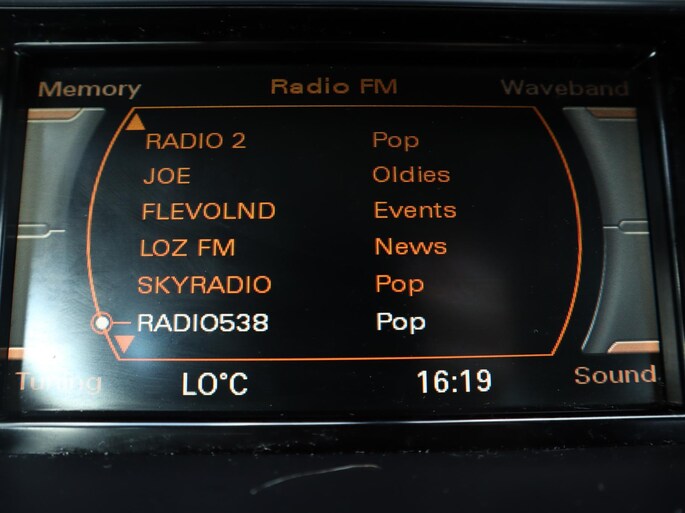 Memory Radio FM Waveband
RADIO 2 Pop
JOE Oldies
FLEVOLND Events
LOZ FM News
SKYRADIO Pop
RADIO538 Pop
Tuning LO°C 16:19 Sound